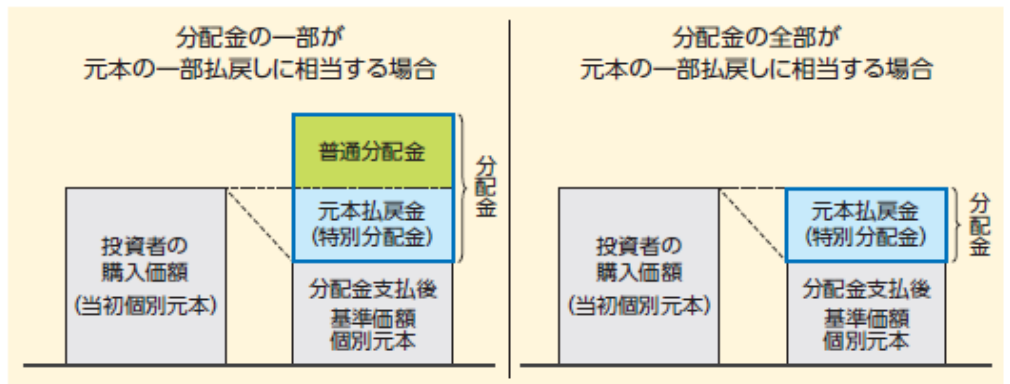 分配金の一部が
元本の一部払戻しに相当する場合
普通分配金
元本払戻金
(特別分配金)
分配金
投資者の
購入価額
(当初個別元本)
分配金支払後
基準価額
個別元本
分配金の全部が
元本の一部払戻しに相当する場合
元本払戻金
(特別分配金)
分配金
投資者の
購入価額
(当初個別元本)
分配金支払後
基準価額
個別元本